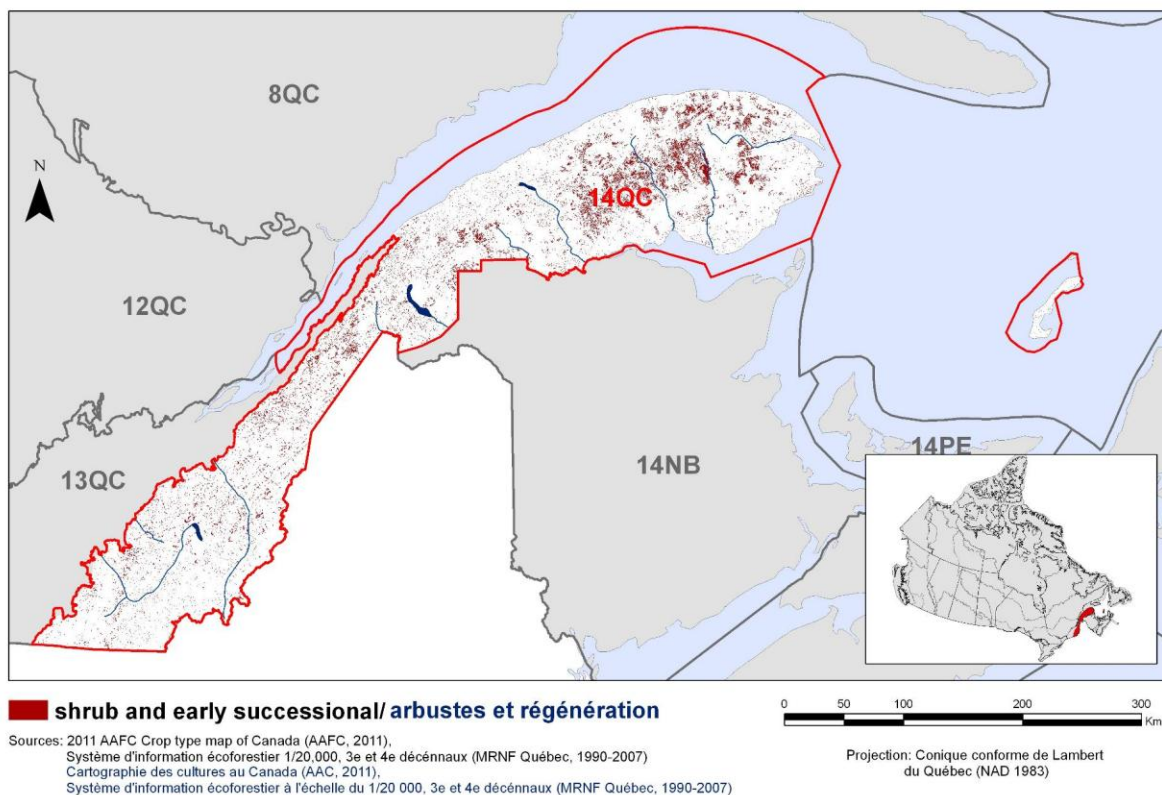 8QC
N
14QC
12QC
13QC
14NB
14PE
shrub and early successional/ arbustes et régénération
0 50 100 200 300
Km
Sources: 2011 AAFC Crop type map of Canada (AAFC, 2011),
Système d'information écoforestier 1/20,000, 3e et 4e décénnaux (MRNF Québec, 1990-2007)
Cartographie des cultures au Canada (AAC, 2011),
Système d'information écoforestier à l'échelle du 1/20 000, 3e et 4e décénnaux (MRNF Québec, 1990-2007)
Projection: Conique conforme de Lambert
du Québec (NAD 1983)